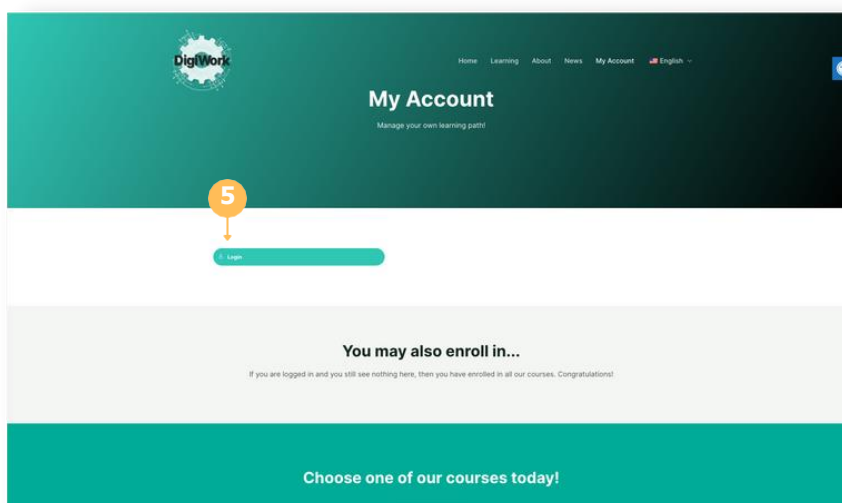 DigiWork
Home Learning About News My Account English
My Account
Manage your own learning path!
5
Login
You may also enroll in...
If you are logged in and you still see nothing here, then you have enrolled in all our courses. Congratulations!
Choose one of our courses today!